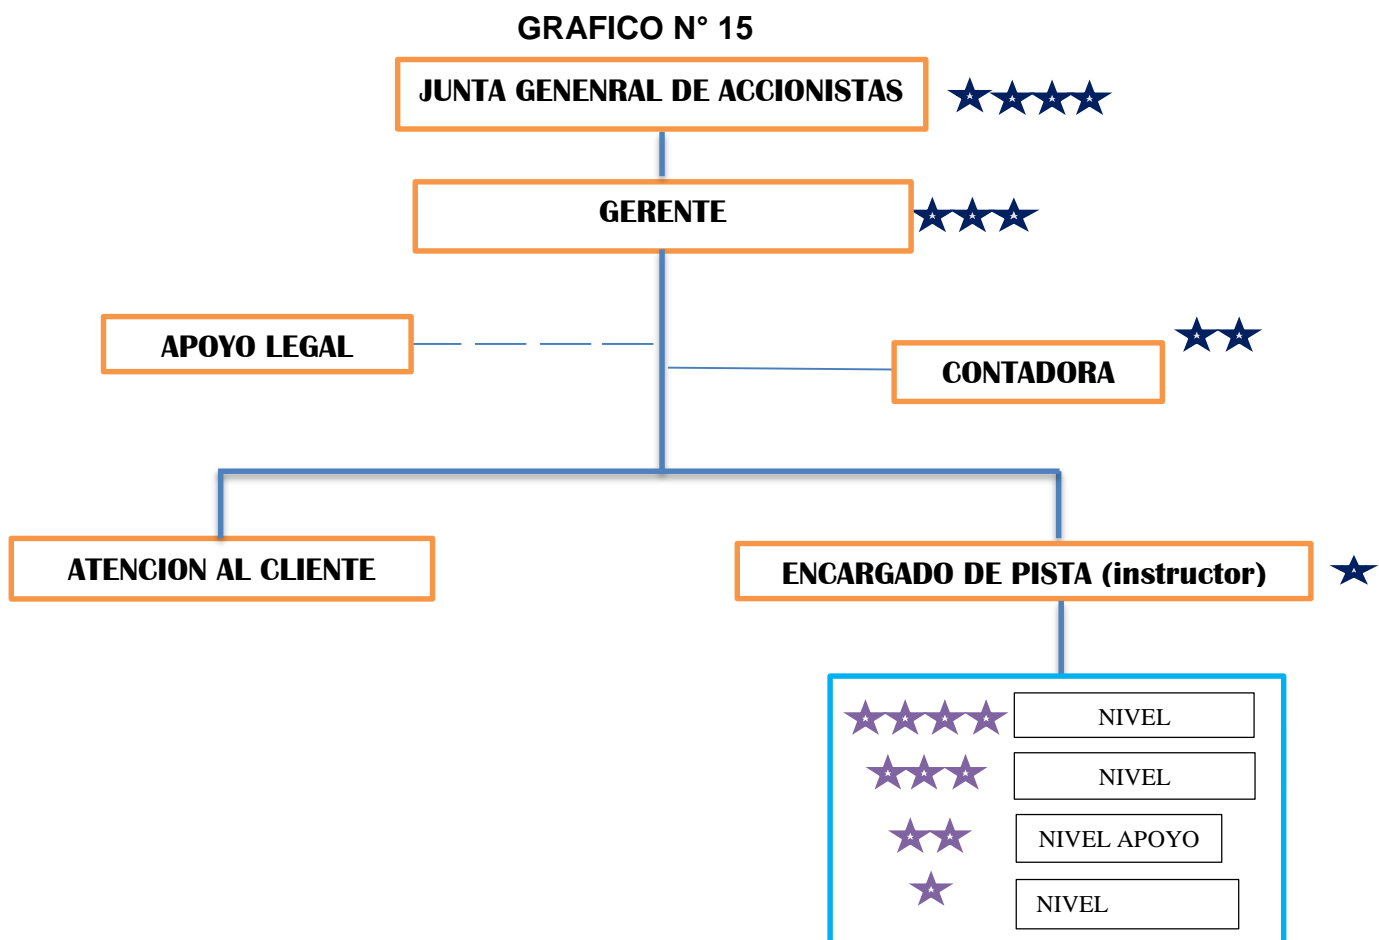 GRAFICO N° 15
JUNTA GENENRAL DE ACCIONISTAS
GERENTE
APOYO LEGAL
CONTADORA
ATENCION AL CLIENTE
ENCARGADO DE PISTA (instructor)
NIVEL
NIVEL
NIVEL APOYO
NIVEL